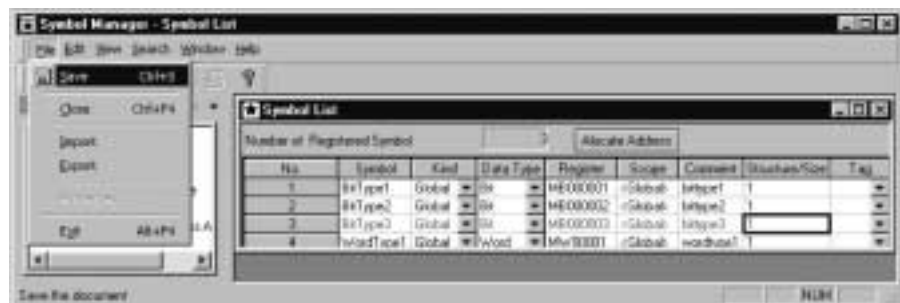 Symbol Manager - Symbol List
File Edit View Search Window Help
Save Ctrl+S
Close Ctrl+F4
Import
Export
Exit Alt+F4
Symbol List
Number of Registered Symbol Allocate Address
No. Symbol Kind Data Type Register Scope Comment Structure/Size Tag
1 BitType1 Global Bit MB000001 <Global> bittype1 1
2 BitType2 Global Bit MB000002 <Global> bittype2 1
3 BitType3 Global Bit MB000003 <Global> bittype3 1
4 WordType1 Global Word MW00001 <Global> wordtype1 1
Save the document NUM